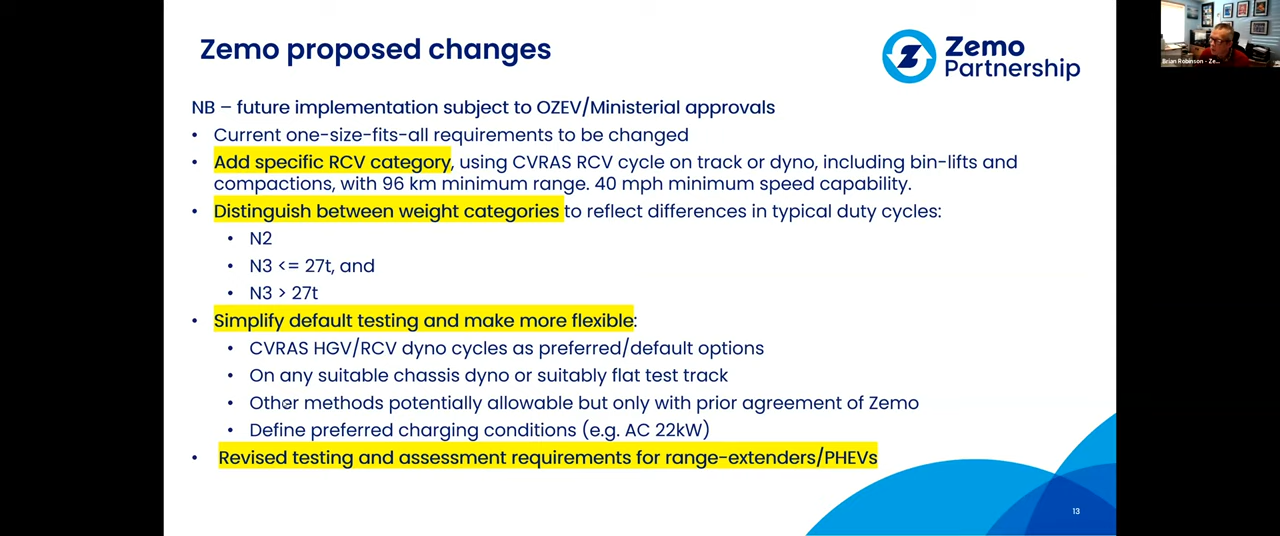 Zemo proposed changes
Zemo
Partnership
Brian Robinson - Ze...
NB – future implementation subject to OZEV/Ministerial approvals
• Current one-size-fits-all requirements to be changed
• Add specific RCV category, using CVRAS RCV cycle on track or dyno, including bin-lifts and
compactions, with 96 km minimum range. 40 mph minimum speed capability.
• Distinguish between weight categories to reflect differences in typical duty cycles:
• N2
• N3 <= 27t, and
• N3 > 27t
• Simplify default testing and make more flexible:
• CVRAS HGV/RCV dyno cycles as preferred/default options
• On any suitable chassis dyno or suitably flat test track
• Other methods potentially allowable but only with prior agreement of Zemo
• Define preferred charging conditions (e.g. AC 22kW)
• Revised testing and assessment requirements for range-extenders/PHEVs
13